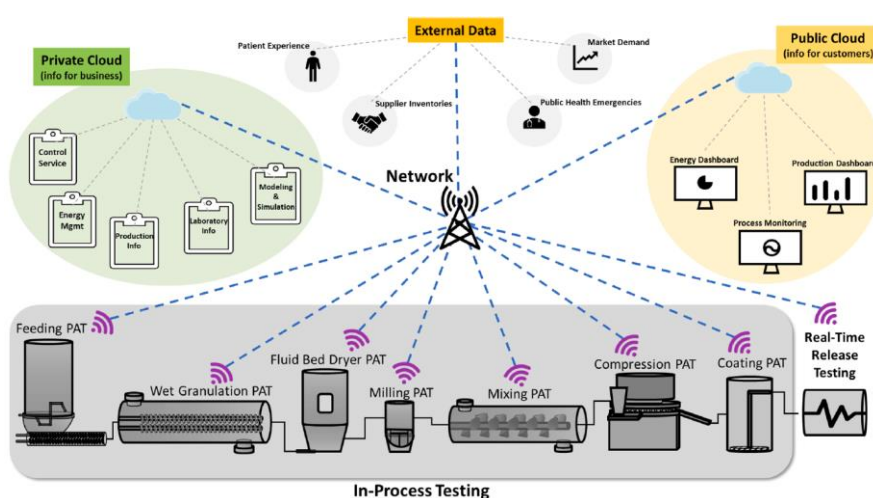 External Data
Private Cloud
(info for business)
Public Cloud
(info for customers)
Patient Experience
Market Demand
Supplier Inventories
Public Health Emergencies
Control
Service
Energy
Mgmt
Production
Info
Laboratory
Info
Modeling
&
Simulation
Energy Dashboard
Production Dashboard
Process Monitoring
Network
Feeding PAT
Wet Granulation PAT
Fluid Bed Dryer PAT
Milling PAT
Mixing PAT
Compression PAT
Coating PAT
Real-Time
Release
Testing
In-Process Testing